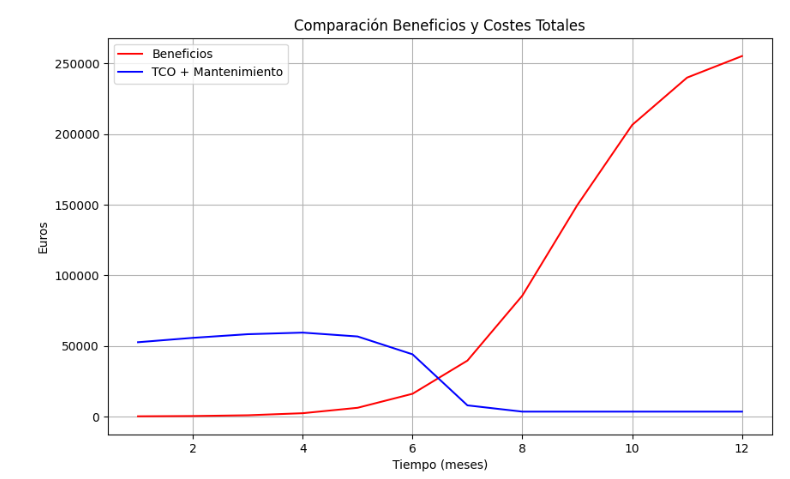 Comparación Beneficios y Costes Totales
Beneficios
TCO + Mantenimiento
250000
200000
150000
100000
50000
0
Euros
2 4 6 8 10 12
Tiempo (meses)